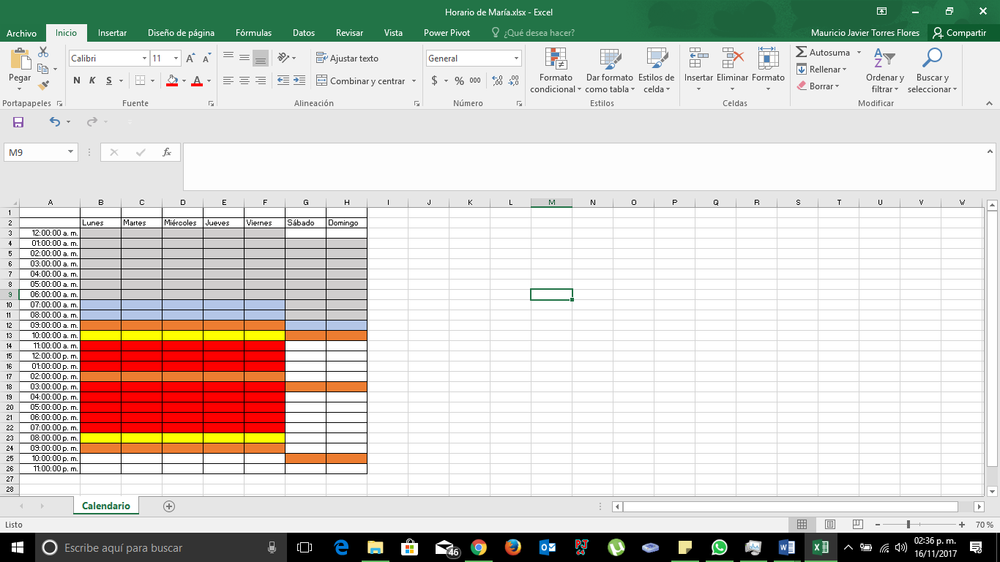 Horario de María.xlsx - Excel
Archivo Inicio Insertar Diseño de página Fórmulas Datos Revisar Vista Power Pivot ¿Qué desea hacer? Mauricio Javier Torres Flores Compartir
Pegar
Calibri 11
N K S
Ajustar texto
Combinar y centrar
General
$ % 000
Formato condicional
Dar formato como tabla
Estilos de celda
Insertar Eliminar Formato
Autosuma
Rellenar
Borrar
Ordenar y filtrar
Buscar y seleccionar
Portapapeles Fuente Alineación Número Estilos Celdas Modificar
M9 fx
A B C D E F G H I J K L M N O P Q R S T U V W
1
2 Lunes Martes Miércoles Jueves Viernes Sábado Domingo
3 12:00:00 a. m.
4 01:00:00 a. m.
5 02:00:00 a. m.
6 03:00:00 a. m.
7 04:00:00 a. m.
8 05:00:00 a. m.
9 06:00:00 a. m.
10 07:00:00 a. m.
11 08:00:00 a. m.
12 09:00:00 a. m.
13 10:00:00 a. m.
14 11:00:00 a. m.
15 12:00:00 p. m.
16 01:00:00 p. m.
17 02:00:00 p. m.
18 03:00:00 p. m.
19 04:00:00 p. m.
20 05:00:00 p. m.
21 06:00:00 p. m.
22 07:00:00 p. m.
23 08:00:00 p. m.
24 09:00:00 p. m.
25 10:00:00 p. m.
26 11:00:00 p. m.
27
28
Calendario
Listo 70 %
Escribe aquí para buscar
46
PJ 64
02:36 p. m.
16/11/2017